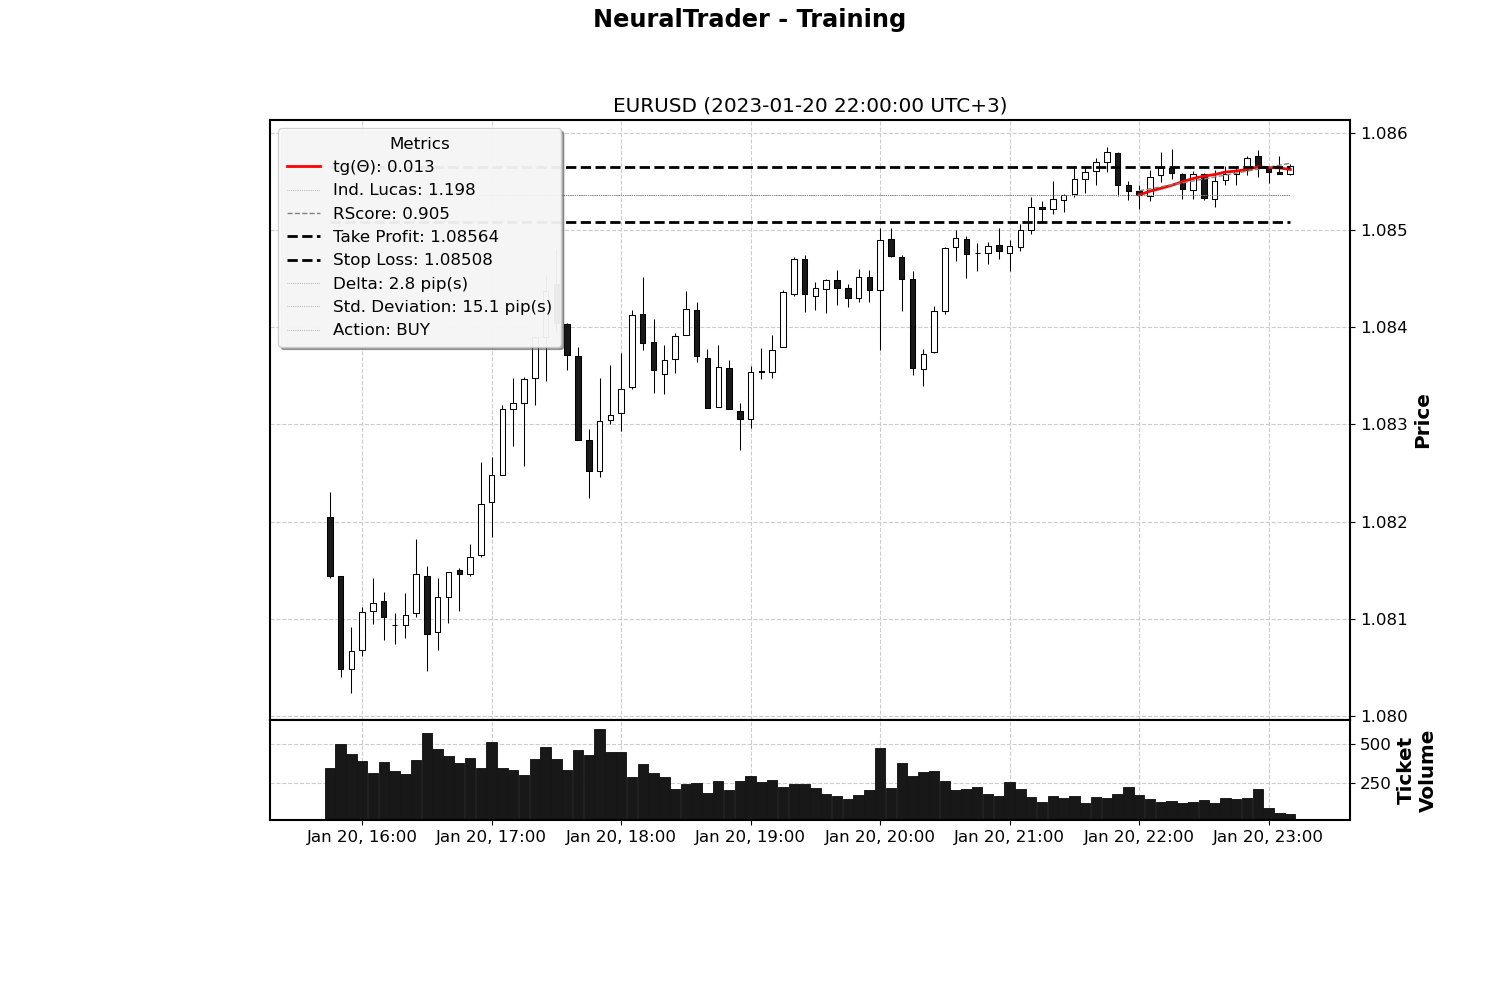 NeuralTrader - Training
EURUSD (2023-01-20 22:00:00 UTC+3)
Metrics
tg(Θ): 0.013
Ind. Lucas: 1.198
RScore: 0.905
Take Profit: 1.08564
Stop Loss: 1.08508
Delta: 2.8 pip(s)
Std. Deviation: 15.1 pip(s)
Action: BUY
1.086
1.085
1.084
1.083
1.082
1.081
1.080
Price
500
250
Ticket
Volume
Jan 20, 16:00
Jan 20, 17:00
Jan 20, 18:00
Jan 20, 19:00
Jan 20, 20:00
Jan 20, 21:00
Jan 20, 22:00
Jan 20, 23:00